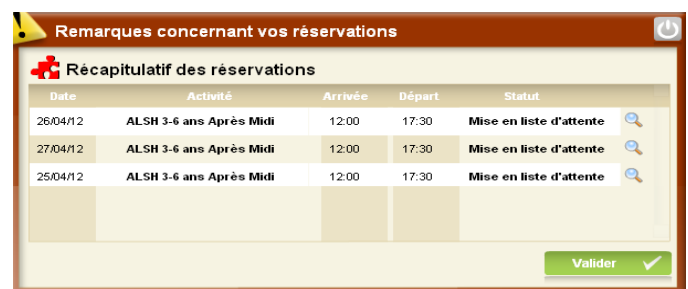 Remarques concernant vos réservations
Récapitulatif des réservations
Date Activité Arrivée Départ Statut
26/04/12 ALSH 3-6 ans Après Midi 12:00 17:30 Mise en liste d'attente
27/04/12 ALSH 3-6 ans Après Midi 12:00 17:30 Mise en liste d'attente
25/04/12 ALSH 3-6 ans Après Midi 12:00 17:30 Mise en liste d'attente
Valider